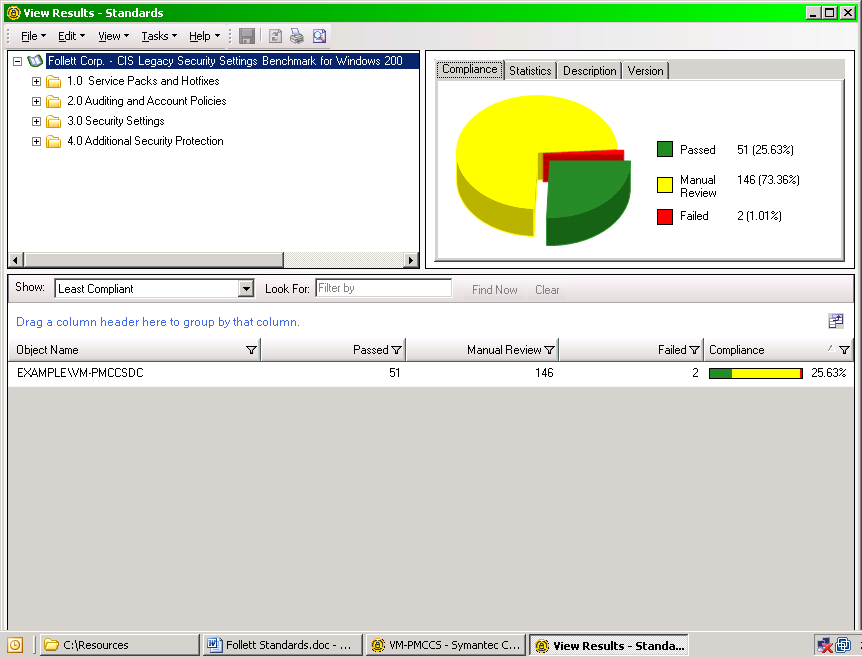 View Results - Standards
File Edit View Tasks Help
Follett Corp. - CIS Legacy Security Settings Benchmark for Windows 200
1.0 Service Packs and Hotfixes
2.0 Auditing and Account Policies
3.0 Security Settings
4.0 Additional Security Protection
Compliance Statistics Description Version
Passed 51 (25.63%)
Manual Review 146 (73.36%)
Failed 2 (1.01%)
Show: Least Compliant Look For: Filter by Find Now Clear
Drag a column header here to group by that column.
Object Name Passed Manual Review Failed Compliance
EXAMPLE\VM-PMCCSDC 51 146 2 25.63%
C:\Resources Follett Standards.doc - ... VM-PMCCS - Symantec C... View Results - Standa...